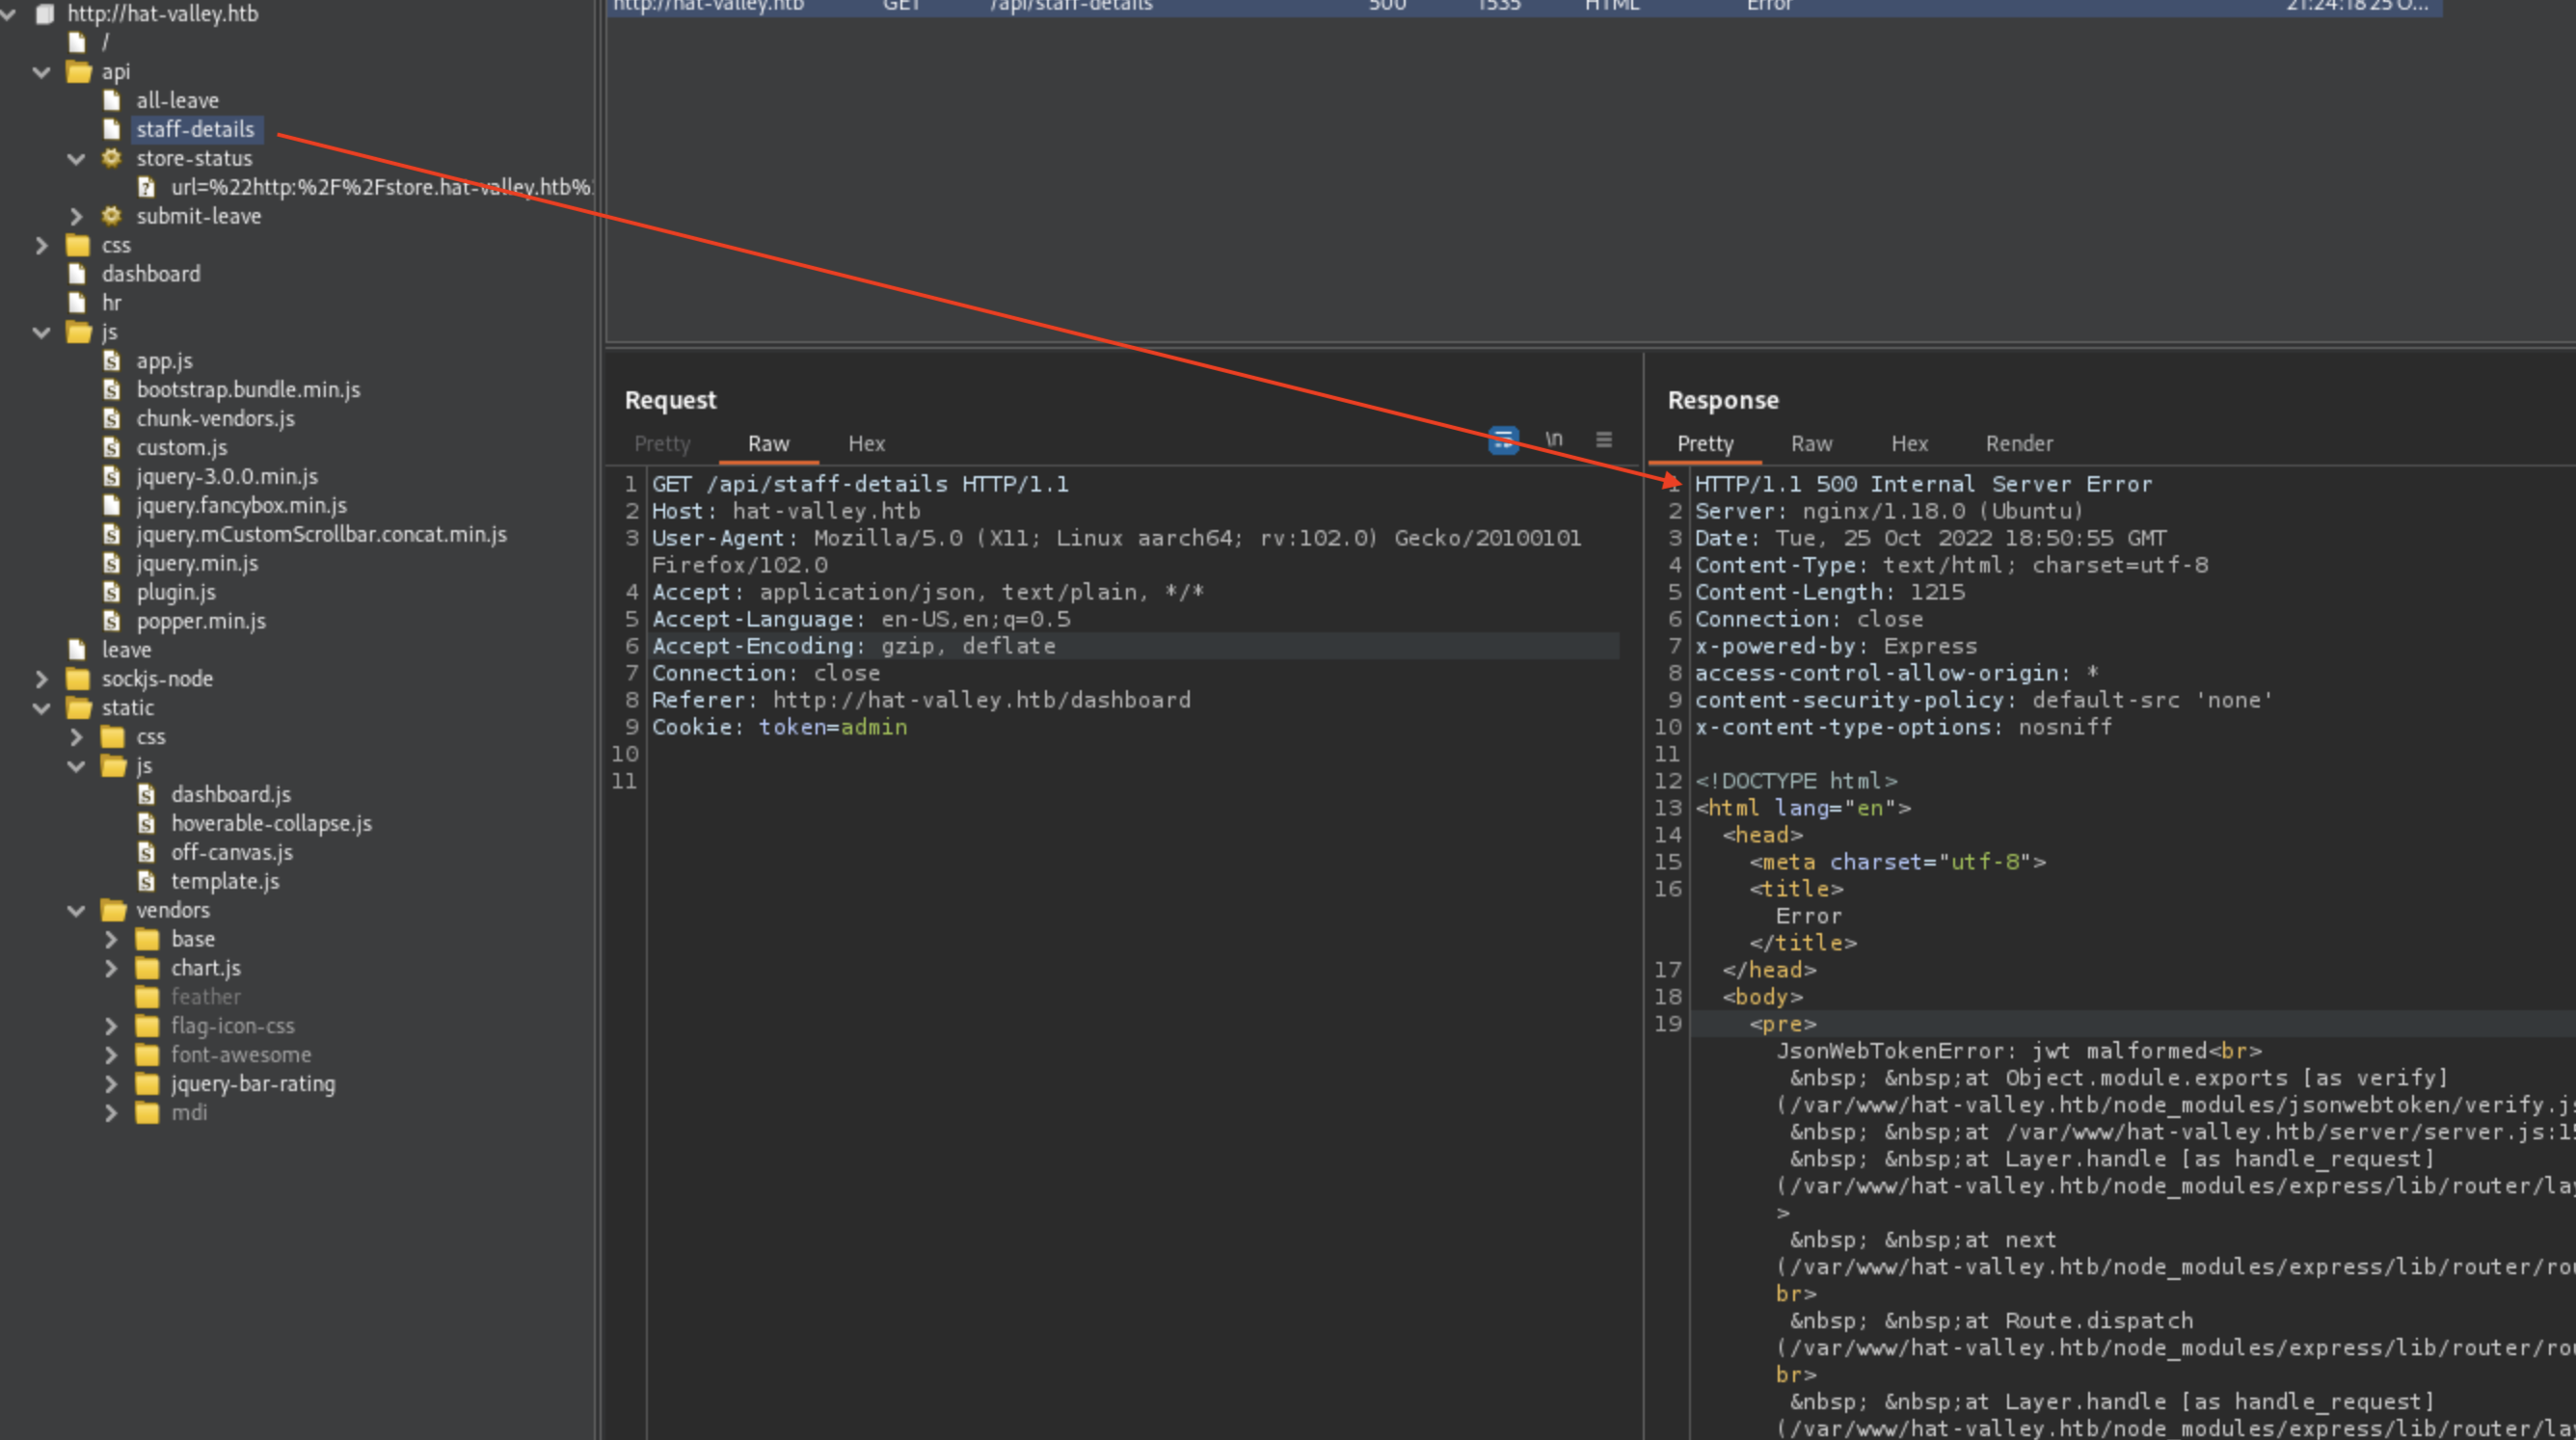 http://hat-valley.htb
/
api
all-leave
staff-details
store-status
url=%22http:%2F%2Fstore.hat-valley.htb%
submit-leave
css
dashboard
hr
js
app.js
bootstrap.bundle.min.js
chunk-vendors.js
custom.js
jquery-3.0.0.min.js
jquery.fancybox.min.js
jquery.mCustomScrollbar.concat.min.js
jquery.min.js
plugin.js
popper.min.js
leave
sockjs-node
static
css
js
dashboard.js
hoverable-collapse.js
off-canvas.js
template.js
vendors
base
chart.js
feather
flag-icon-css
font-awesome
jquery-bar-rating
mdi
http://hat-valley.htb GET /api/staff-details 500 1535 HTML Error 21:24:18 25 O...
Request
Pretty Raw Hex \n
1 GET /api/staff-details HTTP/1.1
2 Host: hat-valley.htb
3 User-Agent: Mozilla/5.0 (X11; Linux aarch64; rv:102.0) Gecko/20100101
Firefox/102.0
4 Accept: application/json, text/plain, */*
5 Accept-Language: en-US,en;q=0.5
6 Accept-Encoding: gzip, deflate
7 Connection: close
8 Referer: http://hat-valley.htb/dashboard
9 Cookie: token=admin
10
11
Response
Pretty Raw Hex Render
1 HTTP/1.1 500 Internal Server Error
2 Server: nginx/1.18.0 (Ubuntu)
3 Date: Tue, 25 Oct 2022 18:50:55 GMT
4 Content-Type: text/html; charset=utf-8
5 Content-Length: 1215
6 Connection: close
7 x-powered-by: Express
8 access-control-allow-origin: *
9 content-security-policy: default-src 'none'
10 x-content-type-options: nosniff
11
12 <!DOCTYPE html>
13 <html lang="en">
14 <head>
15 <meta charset="utf-8">
16 <title>
Error
</title>
17 </head>
18 <body>
19 <pre>
JsonWebTokenError: jwt malformed<br>
&nbsp; &nbsp;at Object.module.exports [as verify]
(/var/www/hat-valley.htb/node_modules/jsonwebtoken/verify.js
&nbsp; &nbsp;at /var/www/hat-valley.htb/server/server.js:15
&nbsp; &nbsp;at Layer.handle [as handle_request]
(/var/www/hat-valley.htb/node_modules/express/lib/router/lay
>
&nbsp; &nbsp;at next
(/var/www/hat-valley.htb/node_modules/express/lib/router/rou
br>
&nbsp; &nbsp;at Route.dispatch
(/var/www/hat-valley.htb/node_modules/express/lib/router/rou
br>
&nbsp; &nbsp;at Layer.handle [as handle_request]
(/var/www/hat-valley.htb/node_modules/express/lib/router/lay